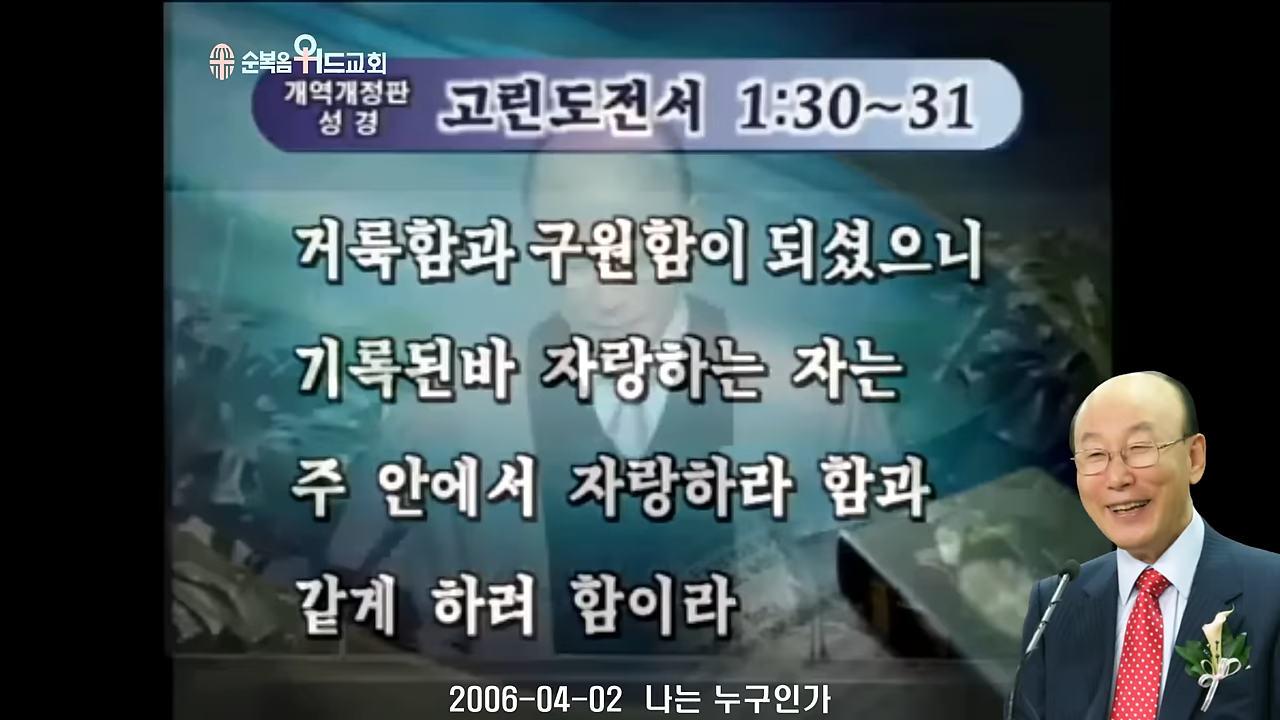 순복음워드교회
개역개정판
성경
고린도전서 1:30~31
거룩함과 구원함이 되셨으니
기록된바 자랑하는 자는
주 안에서 자랑하라 함과
같게 하려 함이라
2006-04-02 나는 누구인가